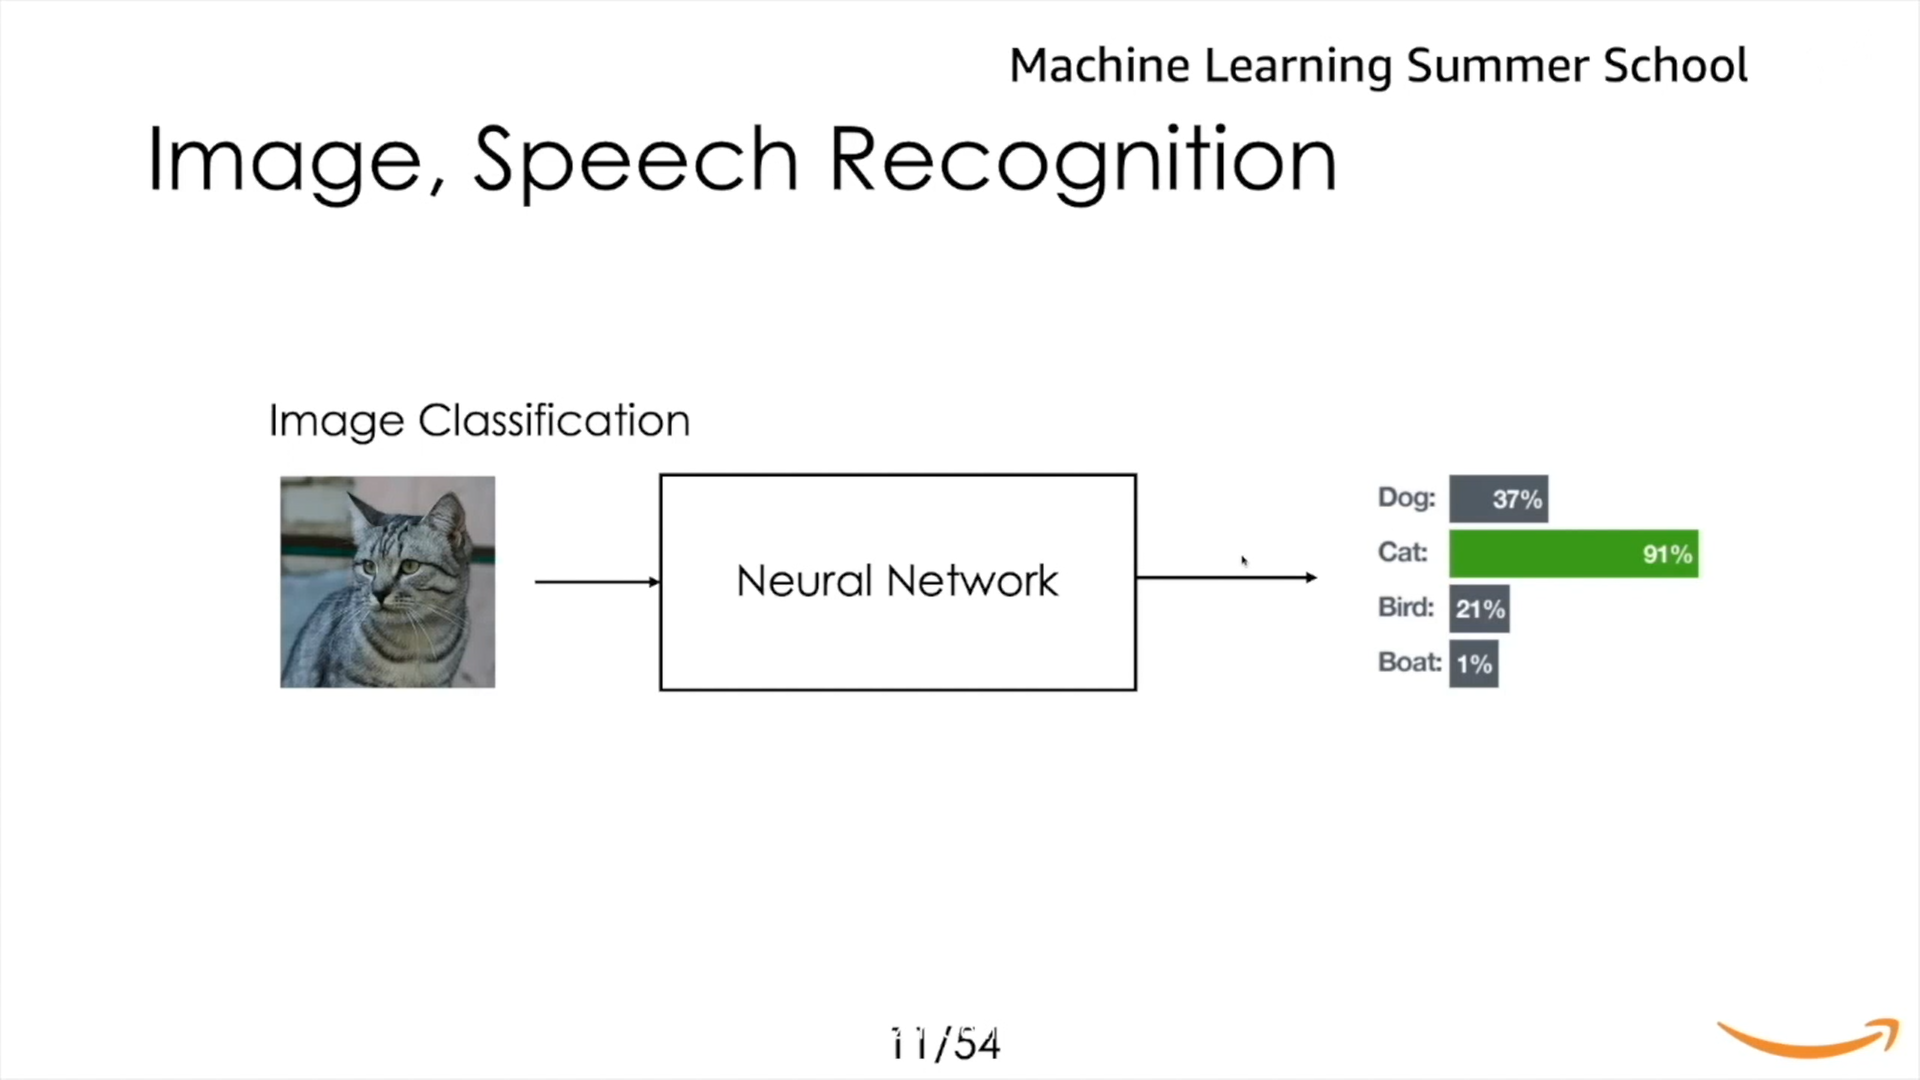 Machine Learning Summer School
Image, Speech Recognition
Image Classification
Neural Network
Dog: 37%
Cat: 91%
Bird: 21%
Boat: 1%
11/54